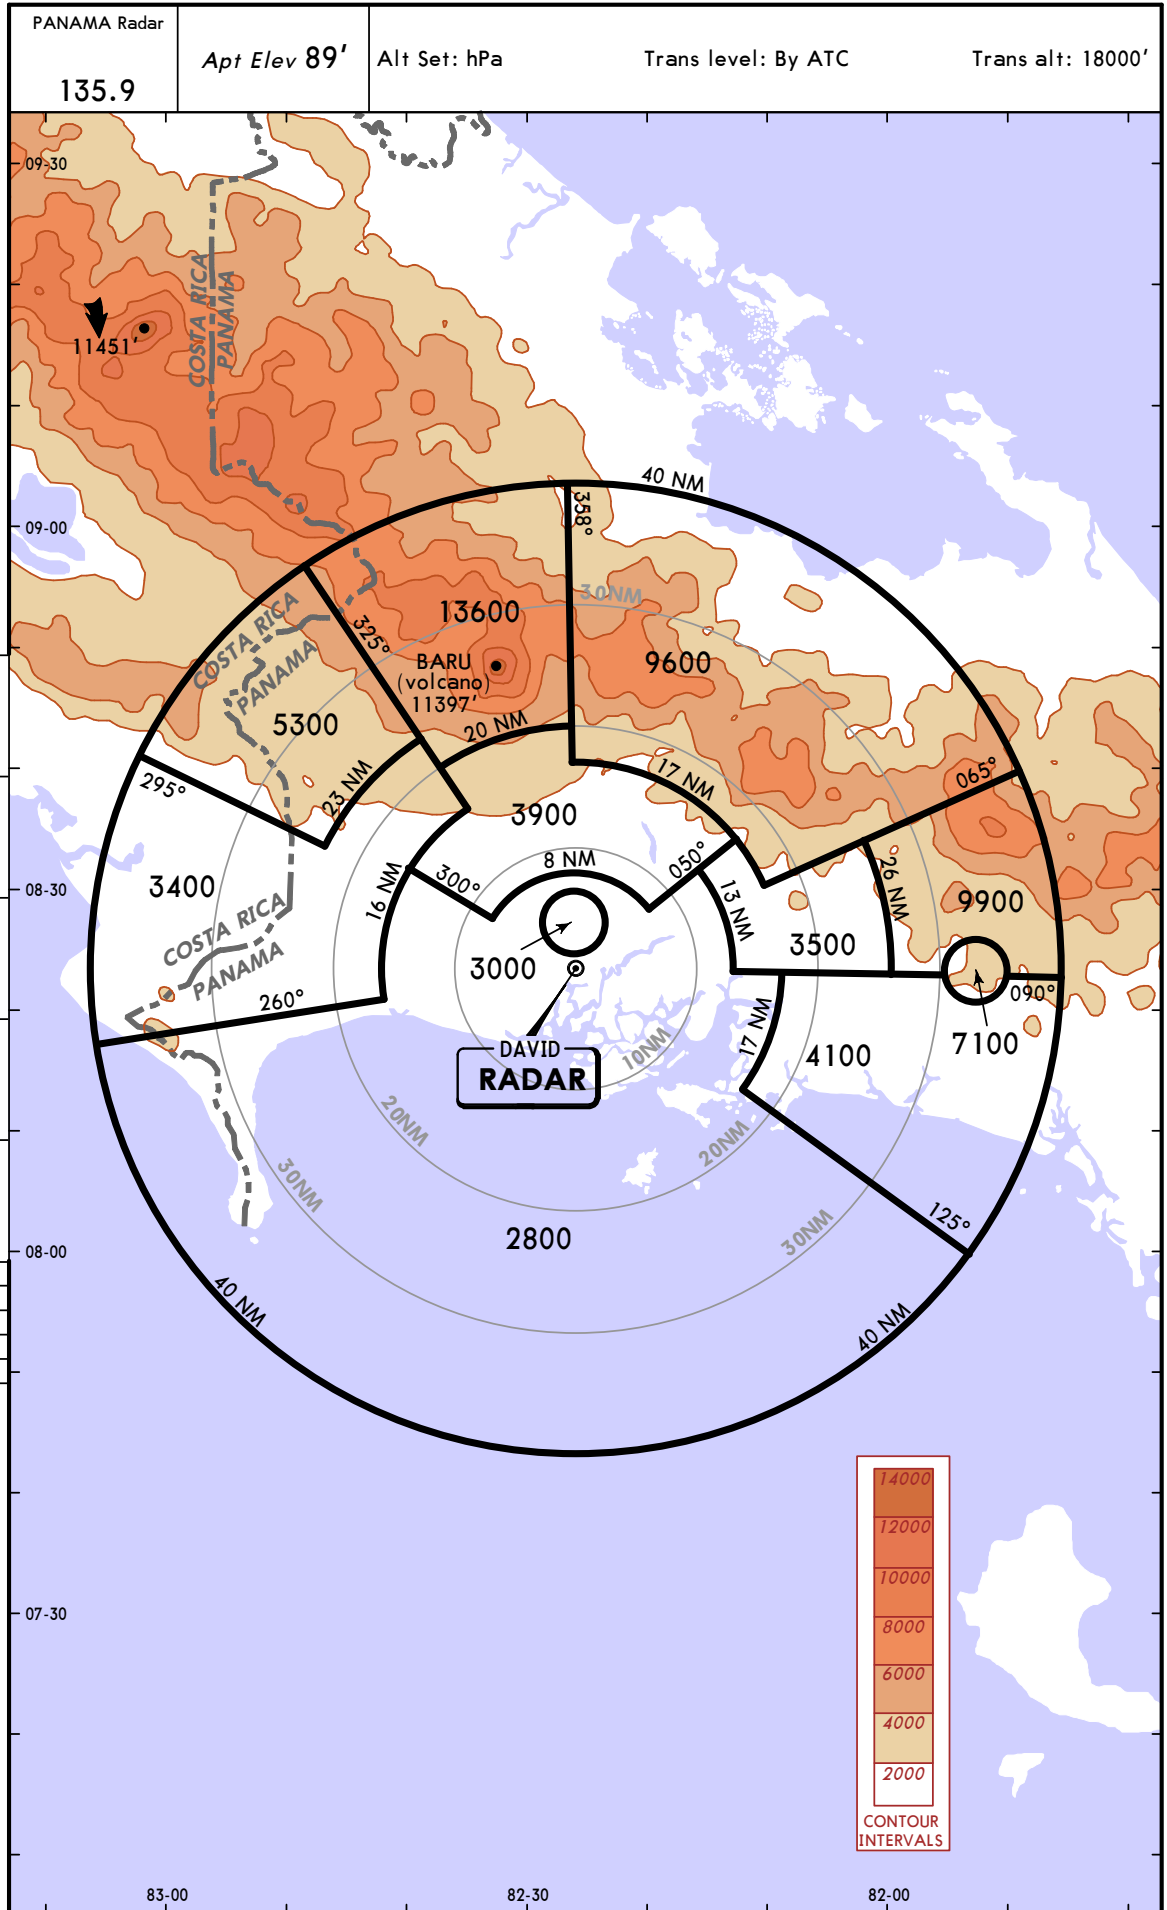 PANAMA Radar
135.9
Apt Elev 89'
Alt Set: hPa
Trans level: By ATC
Trans alt: 18000'
09-30
COSTA RICA
PANAMA
11451'
40 NM
358°
09-00
30NM
13600
325°
9600
COSTA RICA
PANAMA
BARU
(volcano)
11397'
5300
20 NM
295°
23 NM
17 NM
065°
3900
8 NM
050°
300°
16 NM
13 NM
26 NM
08-30
3400
9900
COSTA RICA
PANAMA
3500
3000
260°
090°
17 NM
7100
4100
10NM
DAVID
RADAR
20NM
20NM
30NM
30NM
125°
2800
08-00
40 NM
40 NM
14000
12000
10000
8000
6000
4000
2000
CONTOUR
INTERVALS
07-30
83-00
82-30
82-00